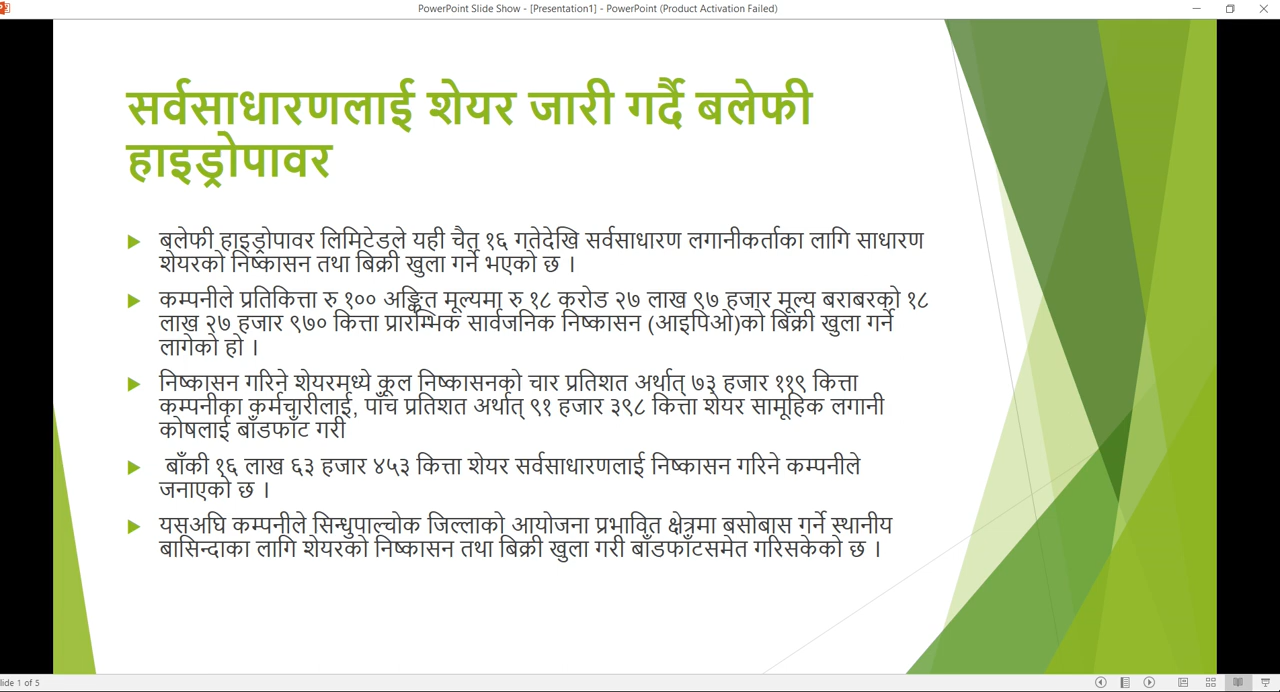 PowerPoint Slide Show - [Presentation1] - PowerPoint (Product Activation Failed)
सर्वसाधारणलाई शेयर जारी गर्दै बलेफी
हाइड्रोपावर
बलेफी हाइड्रोपावर लिमिटेडले यही चैत १६ गतेदेखि सर्वसाधारण लगानीकर्ताका लागि साधारण
शेयरको निष्कासन तथा बिक्री खुला गर्ने भएको छ ।
कम्पनीले प्रतिकित्ता रु १०० अङ्कित मूल्यमा रु १८ करोड २७ लाख ९७ हजार मूल्य बराबरको १८
लाख २७ हजार ९७० कित्ता प्रारम्भिक सार्वजनिक निष्कासन (आइपिओ)को बिक्री खुला गर्न
लागेको हो ।
निष्कासन गरिने शेयरमध्ये कूल निष्कासनको चार प्रतिशत अर्थात् ७३ हजार ११९ कित्ता
कम्पनीका कर्मचारीलाई, पाँच प्रतिशत अर्थात् ९१ हजार ३९८ कित्ता शेयर सामूहिक लगानी
कोषलाई बाँडफाँट गरी
बाँकी १६ लाख ६३ हजार ४५३ कित्ता शेयर सर्वसाधारणलाई निष्कासन गरिने कम्पनीले
जनाएको छ ।
यसअघि कम्पनीले सिन्धुपाल्चोक जिल्लाको आयोजना प्रभावित क्षेत्रमा बसोबास गर्ने स्थानीय
बासिन्दाका लागि शेयरको निष्कासन तथा बिक्री खुला गरी बाँडफाँटसमेत गरिसकेको छ ।
lide 1 of 5